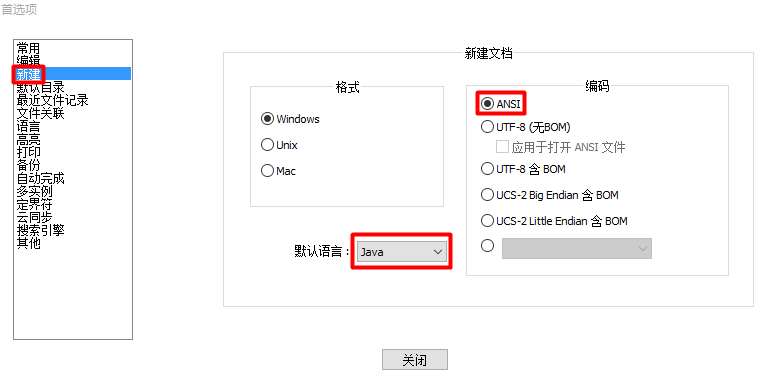 首选项
常用
编辑
新建
默认目录
最近文件记录
文件关联
语言
高亮
打印
备份
自动完成
多实例
定界符
云同步
搜索引擎
其他
新建文档
格式
Windows
Unix
Mac
默认语言：
Java
编码
ANSI
UTF-8 (无BOM)
应用于打开 ANSI 文件
UTF-8 含 BOM
UCS-2 Big Endian 含 BOM
UCS-2 Little Endian 含 BOM
关闭